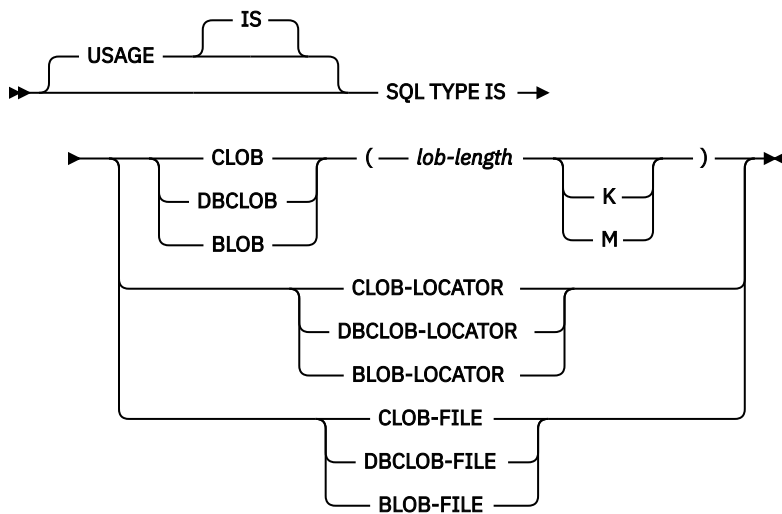 IS
USAGE
SQL TYPE IS
CLOB ( lob-length )
DBCLOB K
BLOB M
CLOB-LOCATOR
DBCLOB-LOCATOR
BLOB-LOCATOR
CLOB-FILE
DBCLOB-FILE
BLOB-FILE